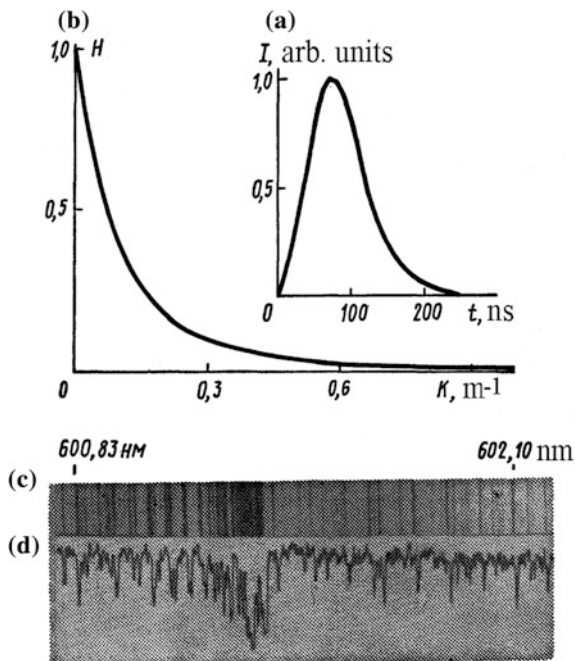 (b)
(a)
1,0 H
I, arb. units
1,0
0,5
0,5
0 100 200 t, ns
0 0,3 0,6 K, m-1
600,83 нм 602,10 nm
(c)
(d)